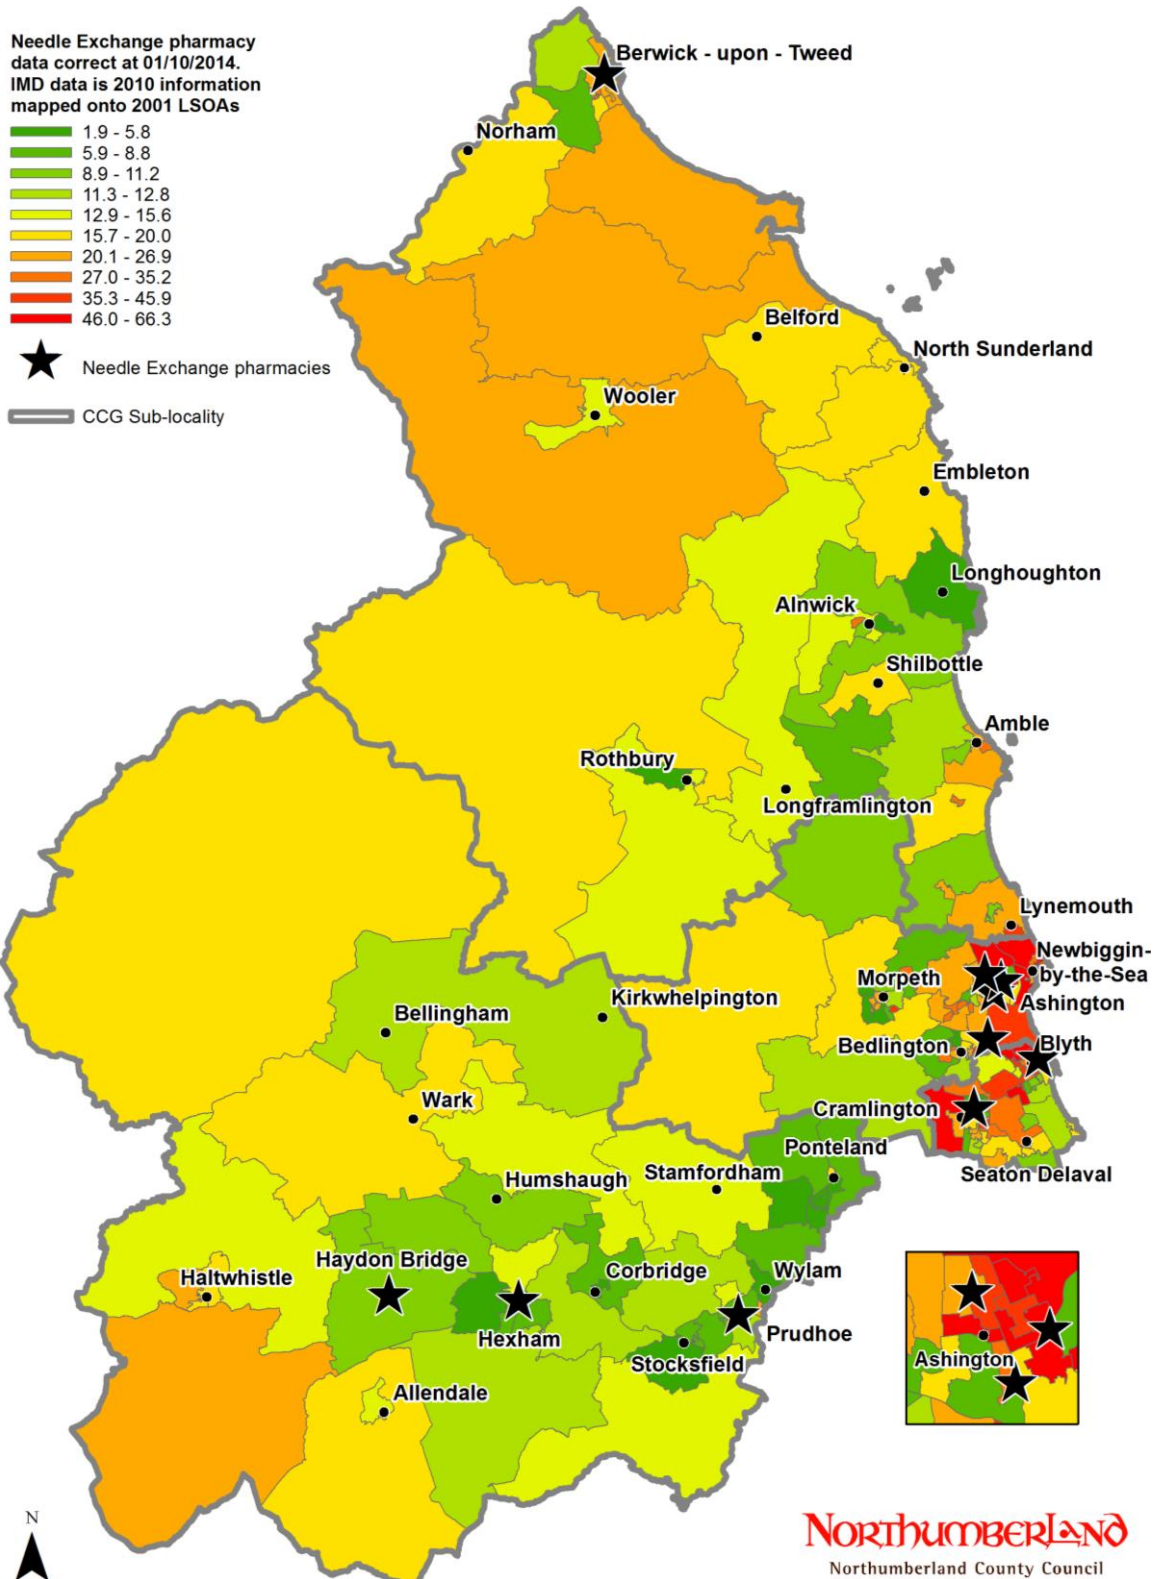 Needle Exchange pharmacy
data correct at 01/10/2014.
IMD data is 2010 information
mapped onto 2001 LSOAs
1.9 - 5.8
5.9 - 8.8
8.9 - 11.2
11.3 - 12.8
12.9 - 15.6
15.7 - 20.0
20.1 - 26.9
27.0 - 35.2
35.3 - 45.9
46.0 - 66.3
Needle Exchange pharmacies
CCG Sub-locality
Berwick - upon - Tweed
Norham
Belford
North Sunderland
Wooler
Embleton
Longhoughton
Alnwick
Shilbottle
Amble
Rothbury
Longframlington
Lynemouth
Newbiggin-
by-the-Sea
Morpeth
Kirkwhelpington
Ashington
Bellingham
Bedlington
Blyth
Wark
Cramlington
Ponteland
Seaton Delaval
Stamfordham
Humshaugh
Haydon Bridge
Corbridge
Wylam
Haltwhistle
Hexham
Prudhoe
Stocksfield
Allendale
Ashington
N
NORTHUMBERLAND
Northumberland County Council